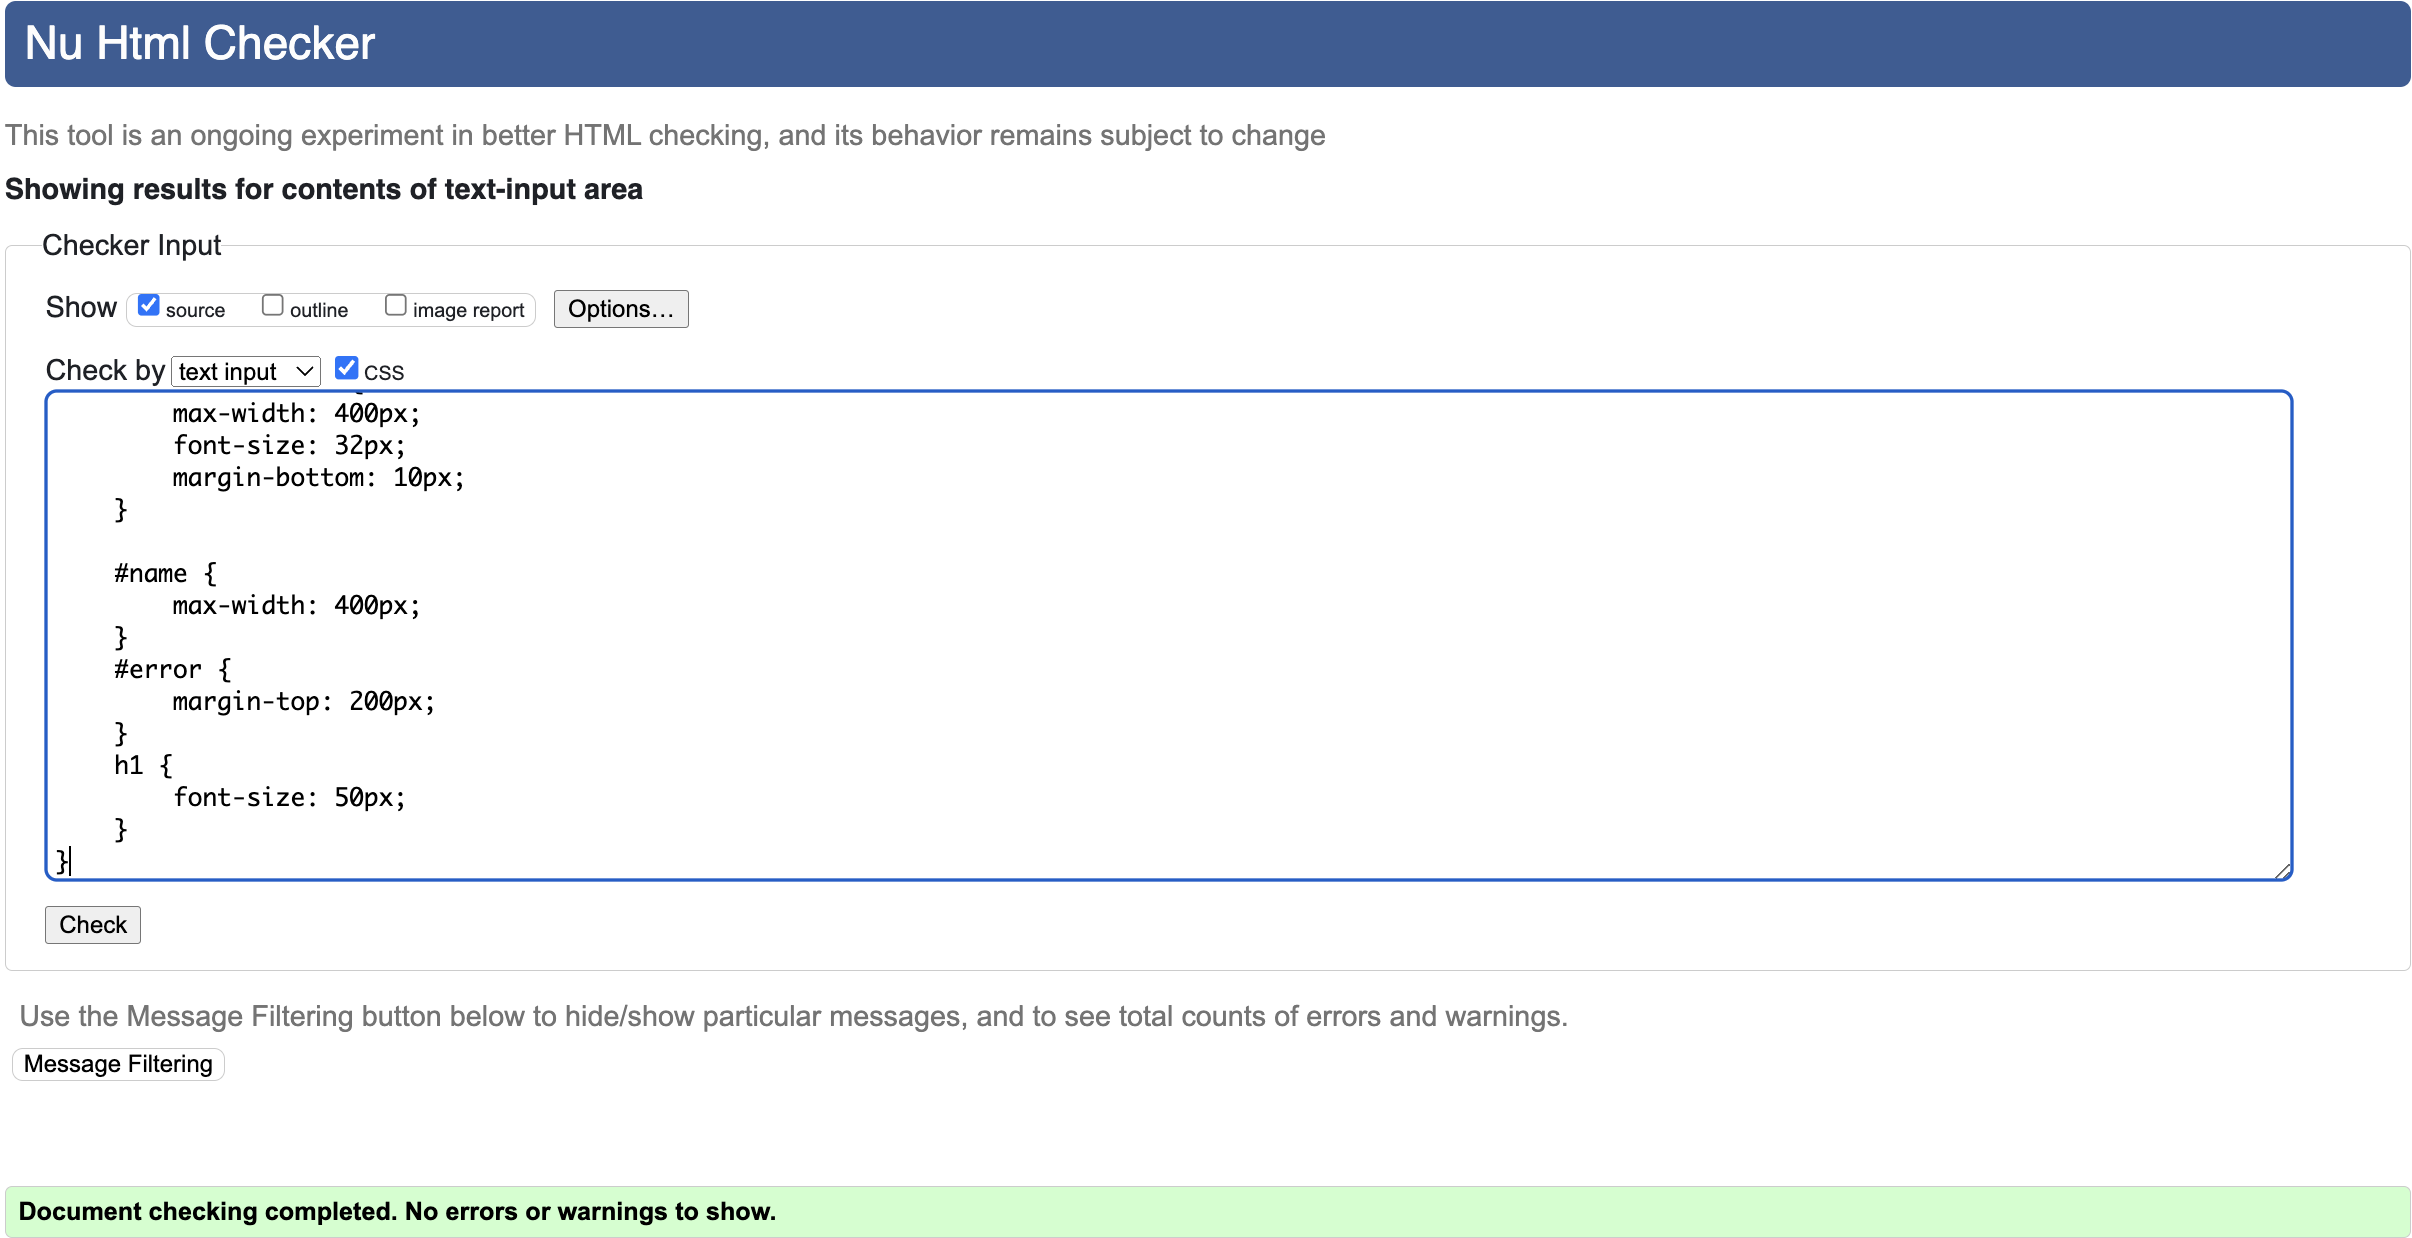 Nu Html Checker
This tool is an ongoing experiment in better HTML checking, and its behavior remains subject to change
Showing results for contents of text-input area
Checker Input
Show source outline image report Options...
Check by text input CSS
max-width: 400px;
font-size: 32px;
margin-bottom: 10px;
}
#name {
max-width: 400px;
}
#error {
margin-top: 200px;
}
h1 {
font-size: 50px;
}
}
Check
Use the Message Filtering button below to hide/show particular messages, and to see total counts of errors and warnings.
Message Filtering
Document checking completed. No errors or warnings to show.